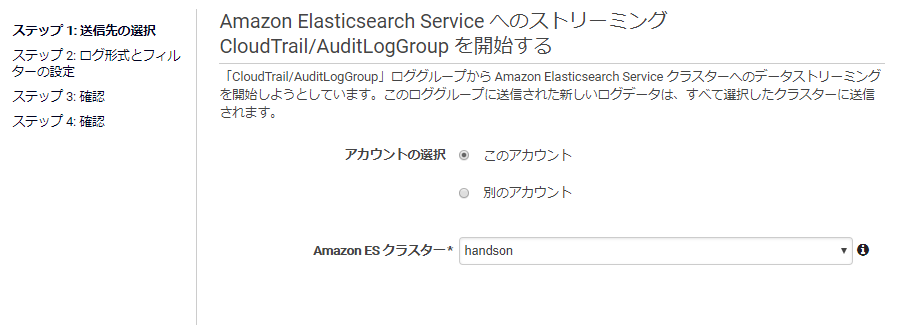 ステップ 1: 送信先の選択
ステップ 2: ログ形式とフィル
ターの設定
ステップ 3: 確認
ステップ 4: 確認
Amazon Elasticsearch Service へのストリーミング
CloudTrail/AuditLogGroup を開始する
「CloudTrail/AuditLogGroup」ロググループから Amazon Elasticsearch Service クラスターへのデータストリーミング
を開始しようとしています。このロググループに送信された新しいログデータは、すべて選択したクラスターに送信
されます。
アカウントの選択
このアカウント
別のアカウント
Amazon ES クラスター*
handson